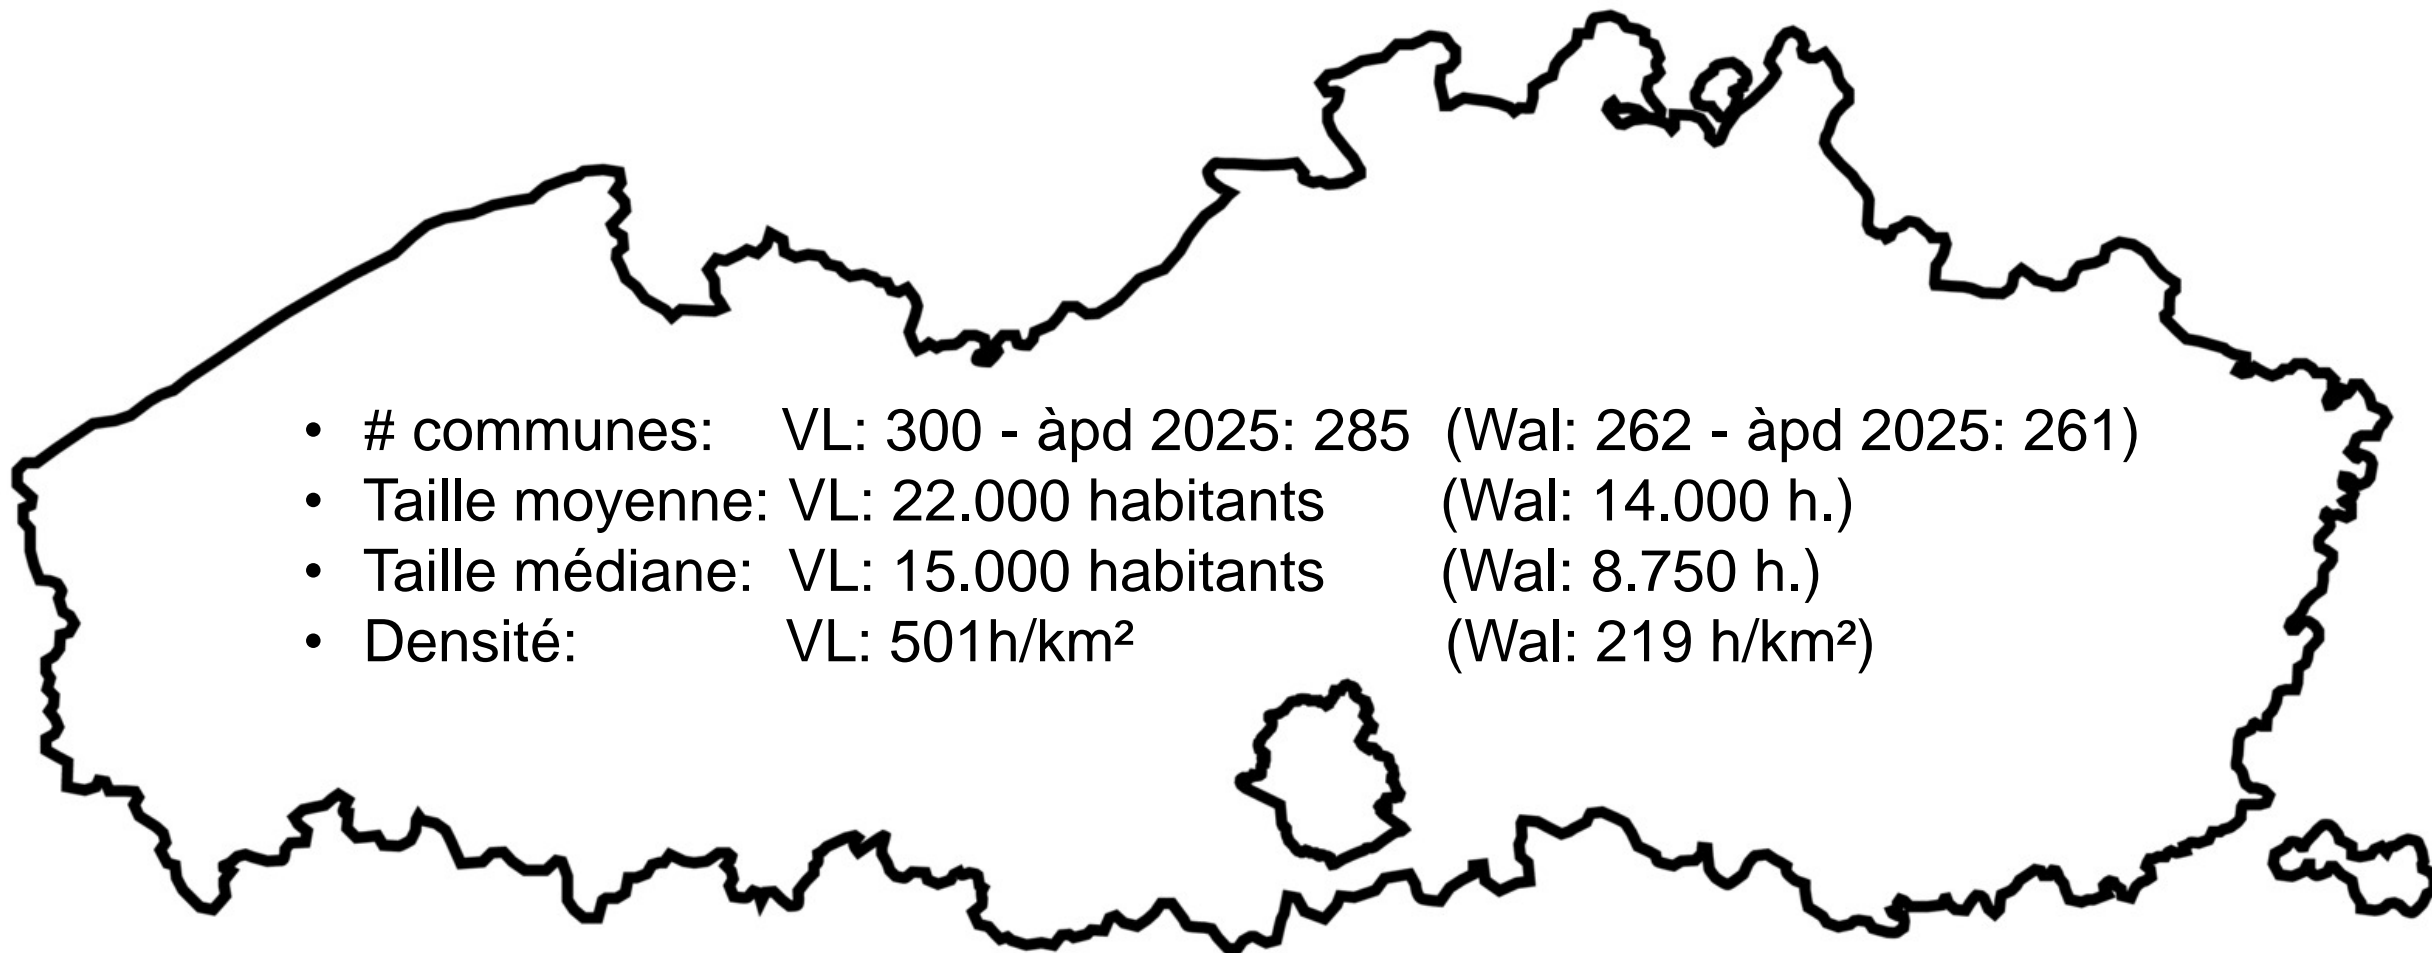 • # communes: VL: 300 - àpd 2025: 285 (Wal: 262 - àpd 2025: 261)
• Taille moyenne: VL: 22.000 habitants (Wal: 14.000 h.)
• Taille médiane: VL: 15.000 habitants (Wal: 8.750 h.)
• Densité: VL: 501h/km² (Wal: 219 h/km²)